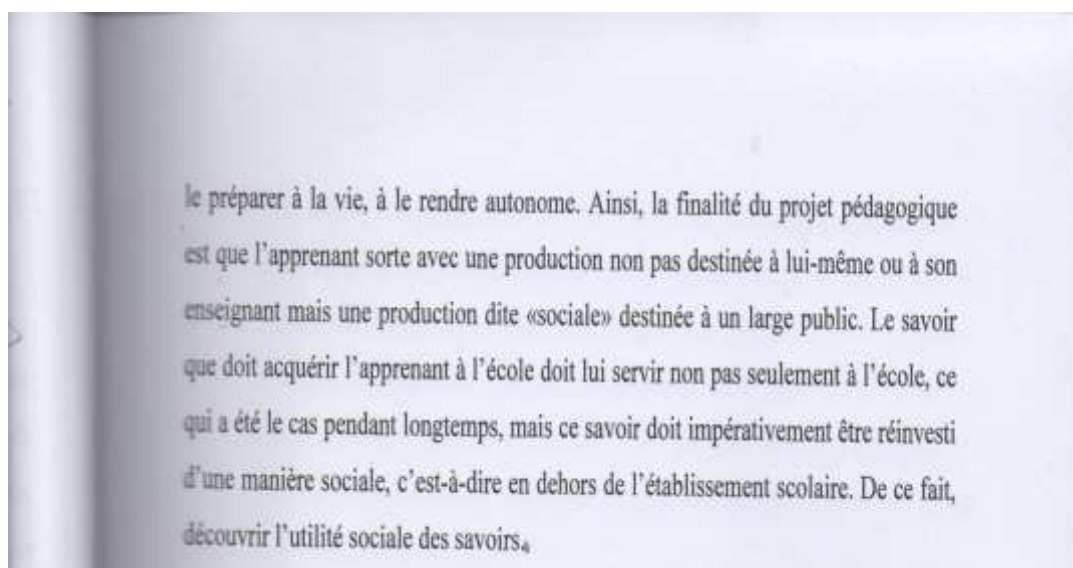 le préparer à la vie, à le rendre autonome. Ainsi, la finalité du projet pédagogique
est que l'apprenant sorte avec une production non pas destinée à lui-même ou à son
enseignant mais une production dite «sociale» destinée à un large public. Le savoir
que doit acquérir l'apprenant à l'école doit lui servir non pas seulement à l'école, ce
qui a été le cas pendant longtemps, mais ce savoir doit impérativement être réinvesti
d'une manière sociale, c'est-à-dire en dehors de l'établissement scolaire. De ce fait,
découvrir l'utilité sociale des savoirs.